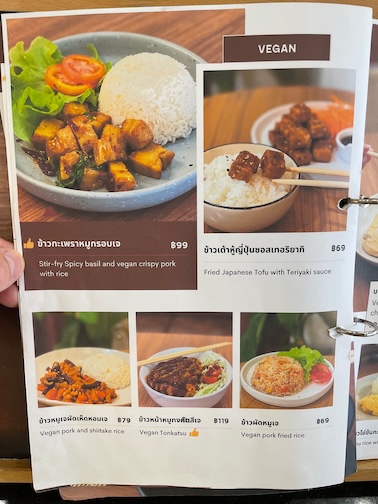 VEGAN
ข้าวกะเพราหมูกรอบเจ ฿99
Stir-fry Spicy basil and vegan crispy pork
with rice
ข้าวเต้าหู้ญี่ปุ่นซอสเทอริยากิ ฿69
Fried Japanese Tofu with Teriyaki sauce
ข้าวหมูเจผัดเห็ดหอมเจ ฿79
Vegan pork and shiitake rice
ข้าวหน้าหมูทงคัตสึเจ ฿119
Vegan Tonkatsu
ข้าวผัดหมูเจ ฿69
Vegan pork fried rice